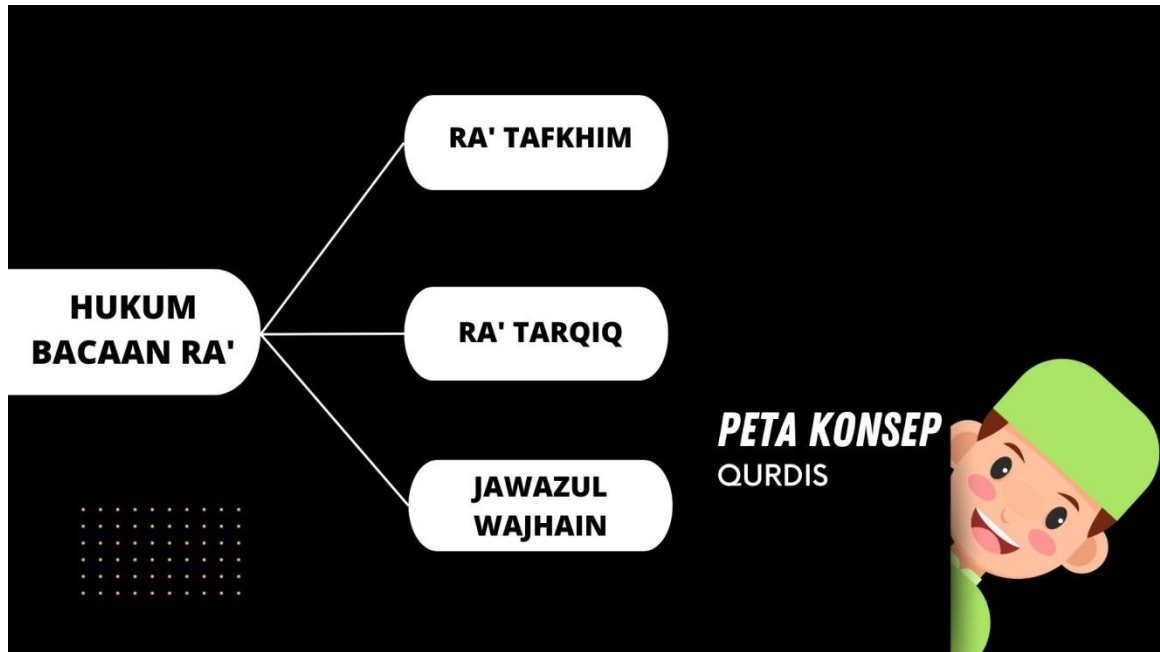 RA' TAFKHIM
HUKUM
BACAAN RA'
RA' TARQIQ
JAWAZUL
WAJHAIN
PETA KONSEP
QURDIS